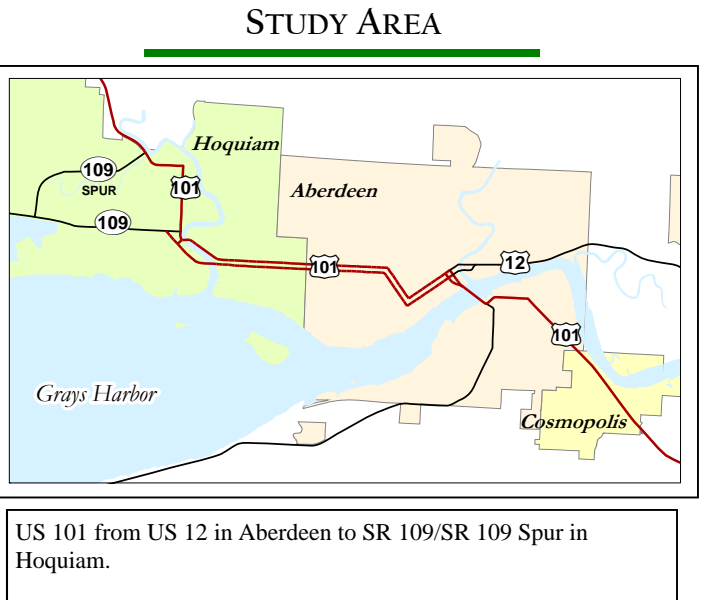 STUDY AREA
Hoquiam
109
SPUR
101
Aberdeen
109
101
12
101
Grays Harbor
Cosmopolis
US 101 from US 12 in Aberdeen to SR 109/SR 109 Spur in
Hoquiam.